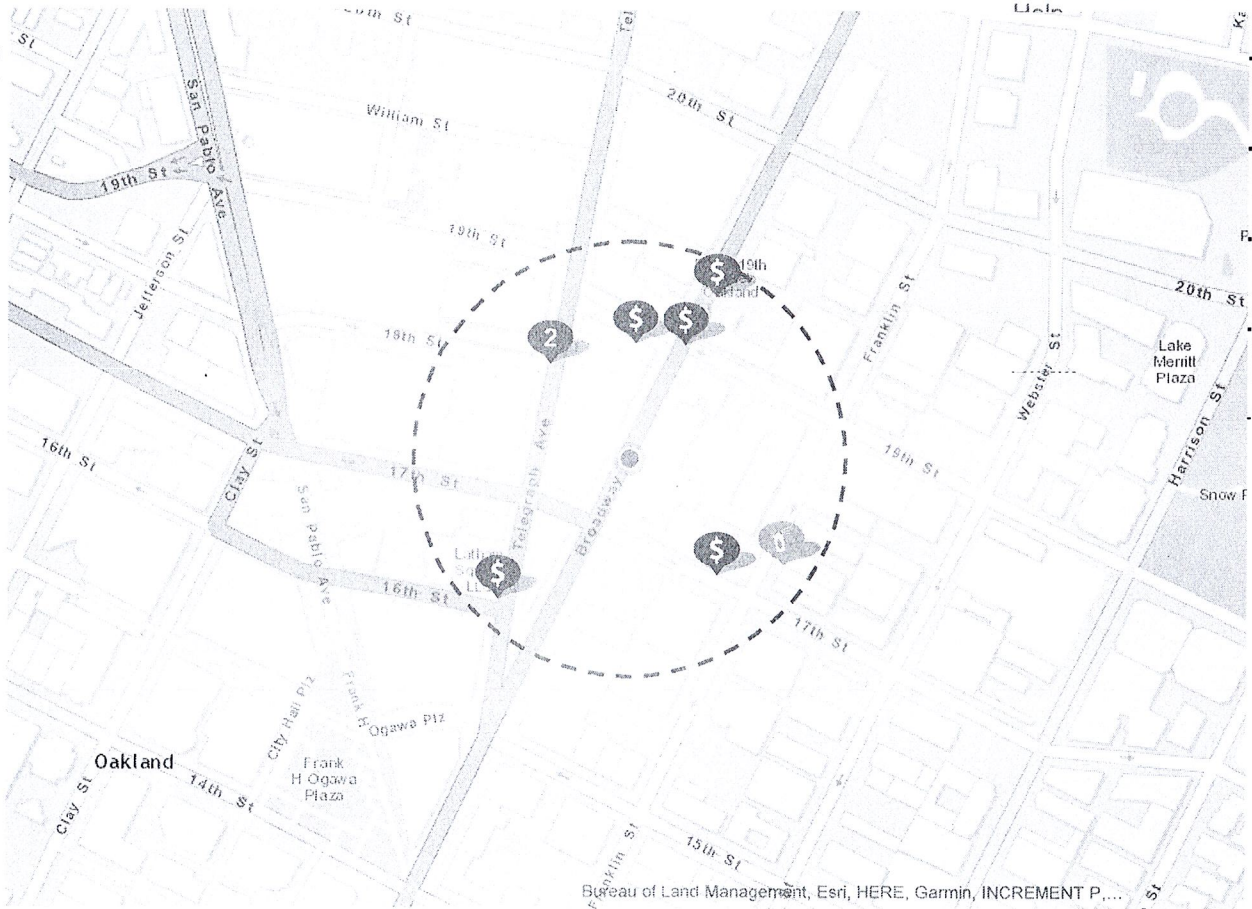 20th St
St
San Pablo Ave
William St
20th St
19th St
19th St
Jefferson St
19th
Oakland
Franklin St
20th St
$
$
$
2
18th St
Lake
Merritt
Plaza
Webster St
Harrison St
16th St
Clay St
17th St
Telegraph Ave
Broadway
19th St
Snow P
San Pablo Ave
$
$
16th St
17th St
City Hall Plz
Frank H
Ogawa Plz
Oakland
Frank
H Ogawa
Plaza
14th St
Clay St
Franklin St
15th St
St
Bureau of Land Management, Esri, HERE, Garmin, INCREMENT P,...